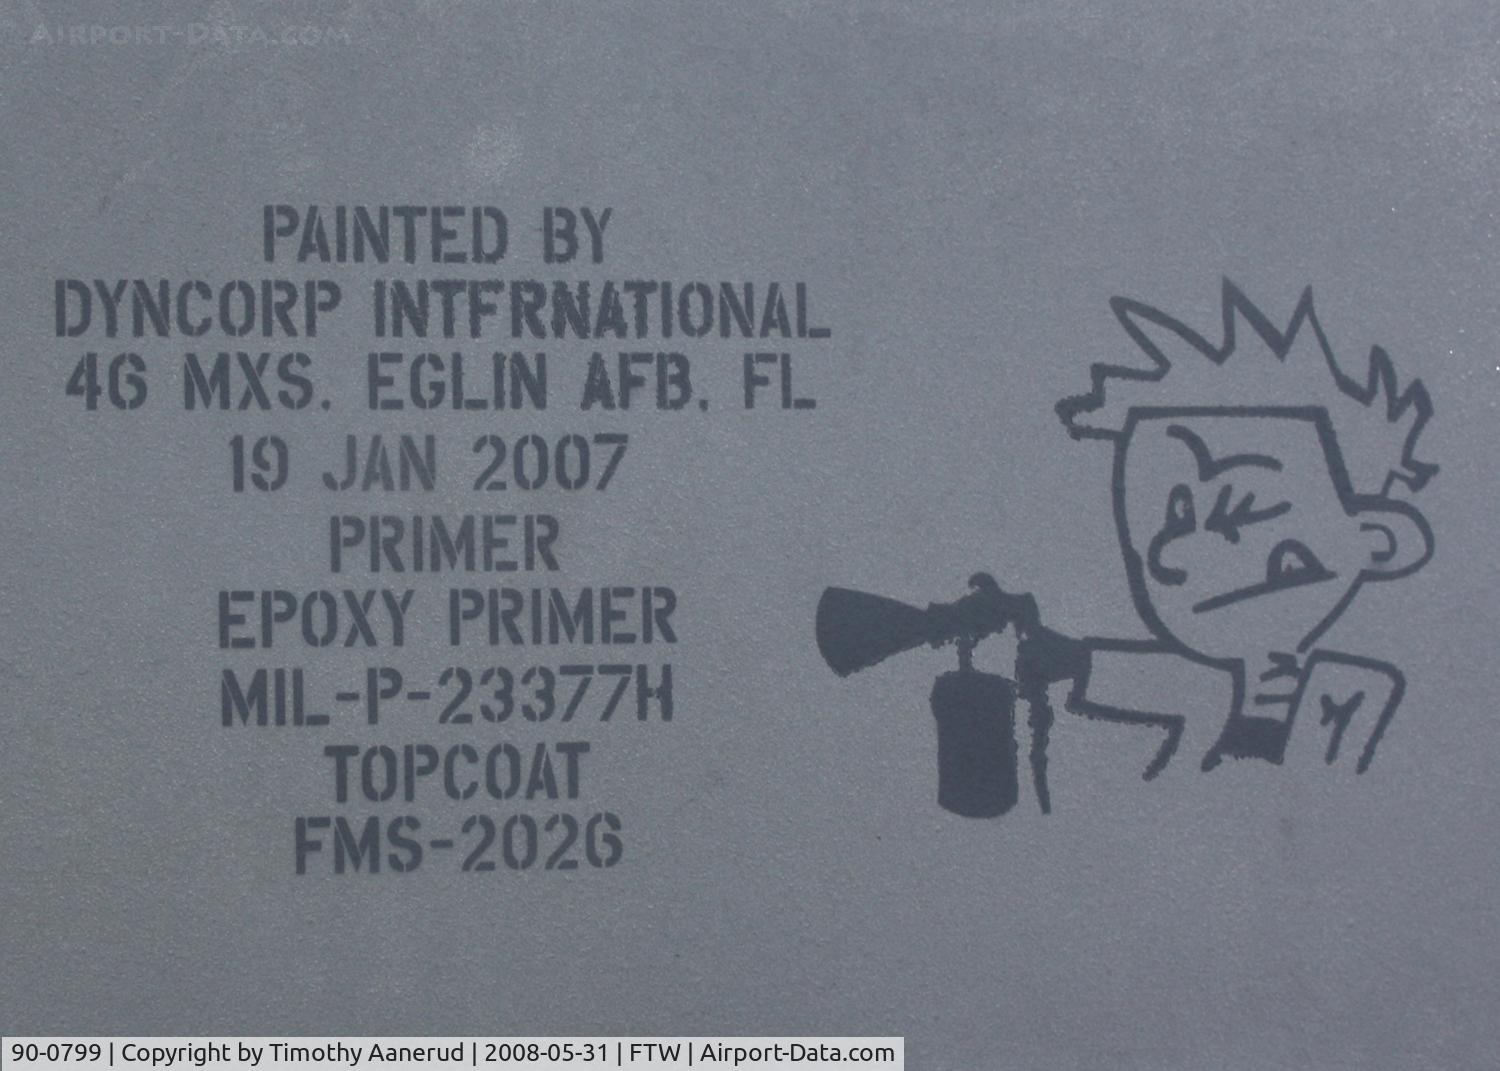 AIRPORT-DATA.COM
PAINTED BY
DYNCORP INTFRNATIONAL
46 MXS. EGLIN AFB, FL
19 JAN 2007
PRIMER
EPOXY PRIMER
MIL-P-23377H
TOPCOAT
FMS-2026
90-0799 | Copyright by Timothy Aanerud | 2008-05-31 | FTW | Airport-Data.com